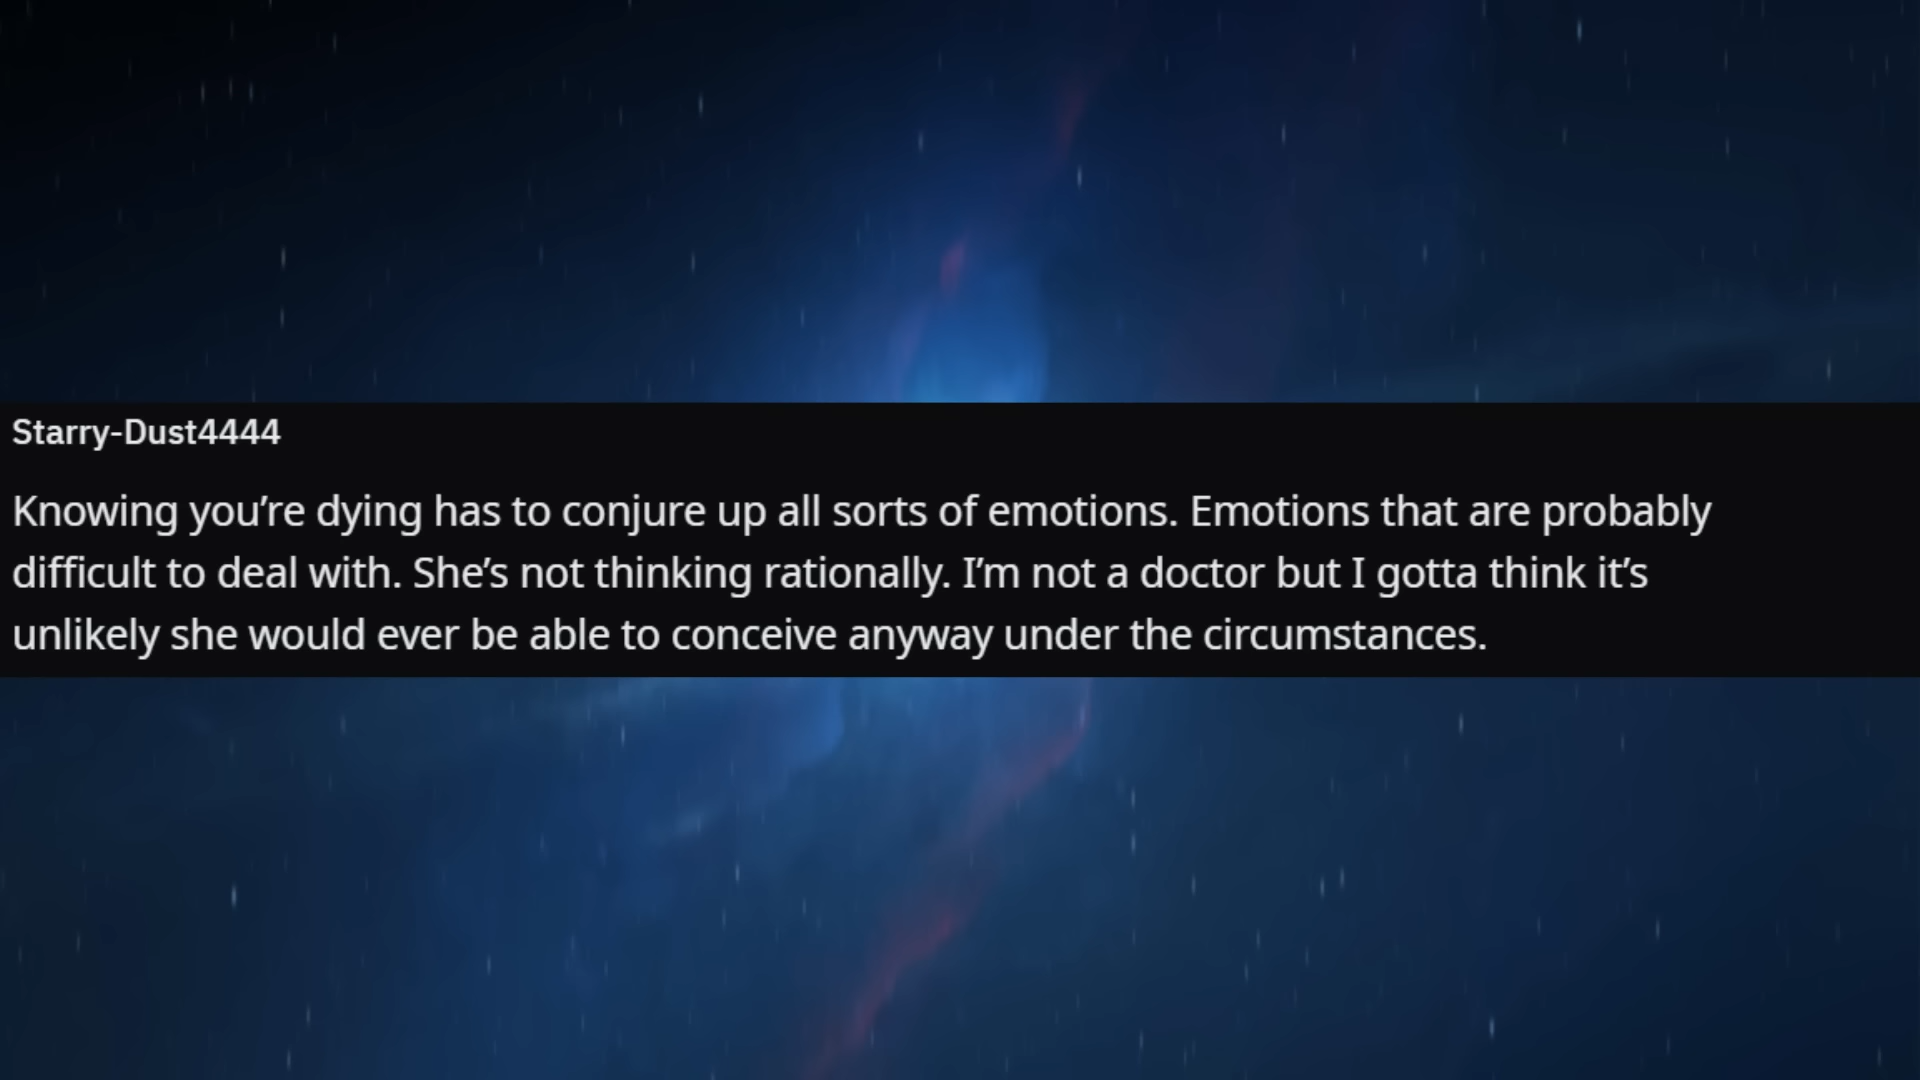 Starry-Dust4444
Knowing you’re dying has to conjure up all sorts of emotions. Emotions that are probably
difficult to deal with. She’s not thinking rationally. I’m not a doctor but I gotta think it’s
unlikely she would ever be able to conceive anyway under the circumstances.